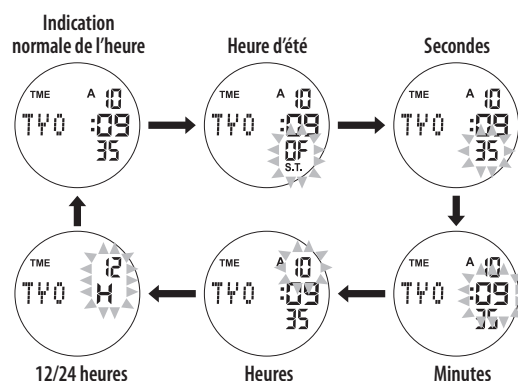 Indication
normale de l’heure
Heure d’été
Secondes
TME A 10
TYO :09
35
TME A 10
TYO :09
OF
S.T.
TME A 10
TYO :09
35
TME 12
TYO H
TME A 10
TYO :09
35
TME A 10
TYO :09
35
12/24 heures
Heures
Minutes